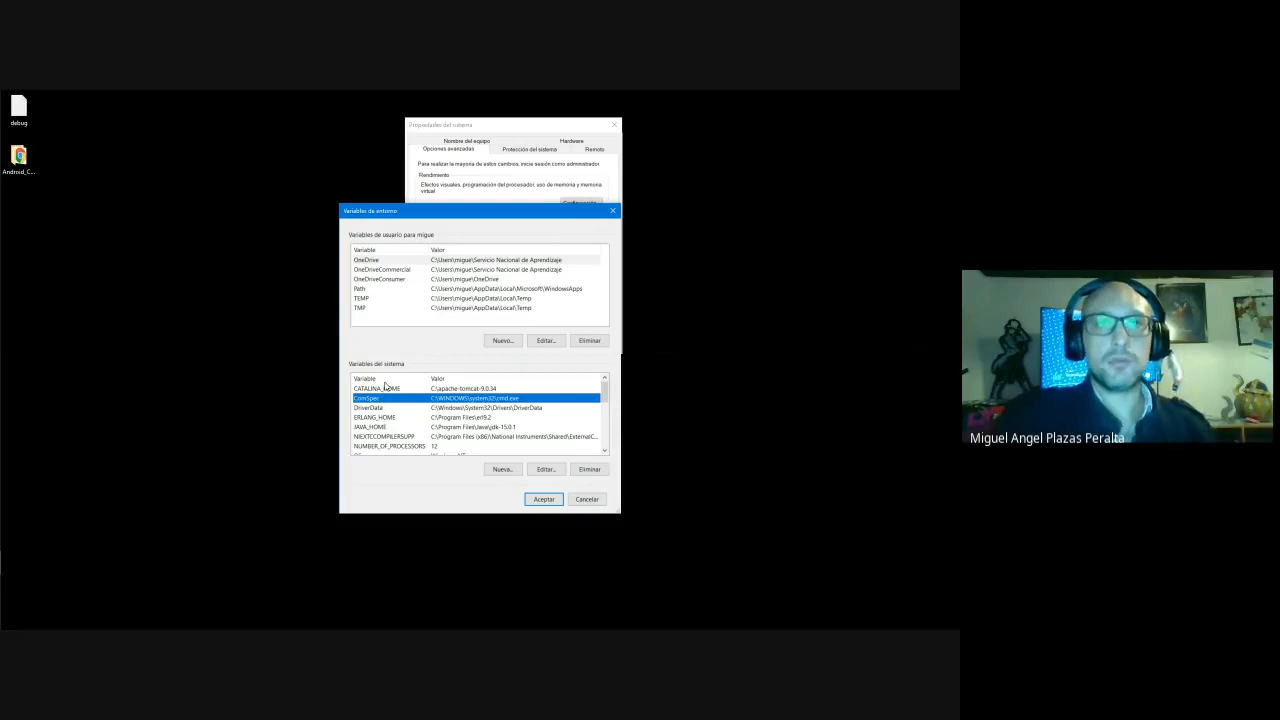 debug
Android_C...
Propiedades del sistema
Nombre del equipo
Hardware
Opciones avanzadas
Protección del sistema
Remoto
Para realizar la mayoría de estos cambios, inicie sesión como administrador.
Rendimiento
Efectos visuales, programación del procesador, uso de memoria y memoria
virtual
Variables de entorno
Variables de usuario para migue
Variable Valor
OneDrive C:\Users\migue\Servicio Nacional de Aprendizaje
OneDriveCommercial C:\Users\migue\Servicio Nacional de Aprendizaje
OneDriveConsumer C:\Users\migue\OneDrive
Path C:\Users\migue\AppData\Local\Microsoft\WindowsApps
TEMP C:\Users\migue\AppData\Local\Temp
TMP C:\Users\migue\AppData\Local\Temp
Nuevo... Editar... Eliminar
Variables del sistema
Variable Valor
CATALINA_HOME C:\apache-tomcat-9.0.34
ComSpec C:\WINDOWS\system32\cmd.exe
DriverData C:\Windows\System32\Drivers\DriverData
ERLANG_HOME C:\Program Files\erl9.2
JAVA_HOME C:\Program Files\Java\jdk-15.0.1
NIEXTCCOMPILERSUPP C:\Program Files (x86)\National Instruments\Shared\ExternalC...
NUMBER_OF_PROCESSORS 12
Nueva... Editar... Eliminar
Aceptar Cancelar
Miguel Angel Plazas Peralta